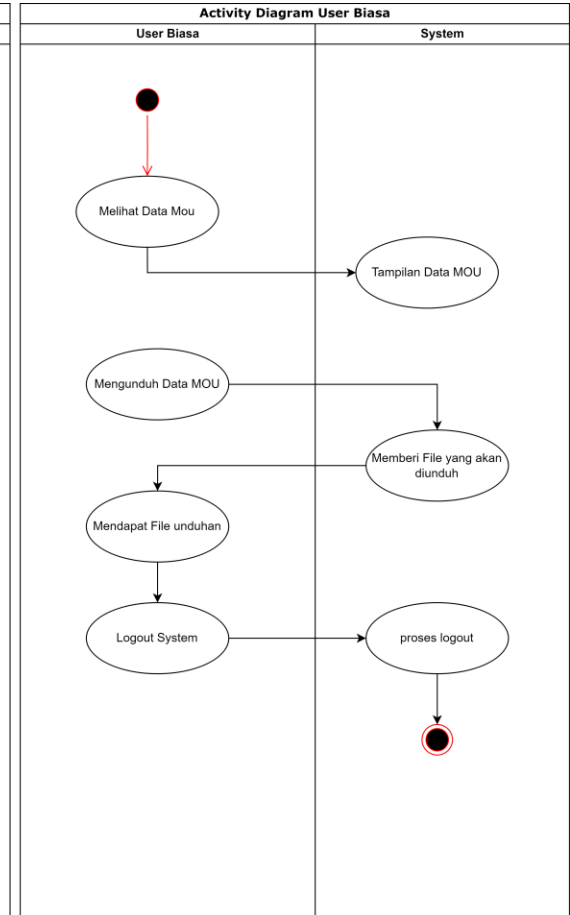 Activity Diagram User Biasa
User Biasa
System
Melihat Data Mou
Tampilan Data MOU
Mengunduh Data MOU
Memberi File yang akan
diunduh
Mendapat File unduhan
Logout System
proses logout